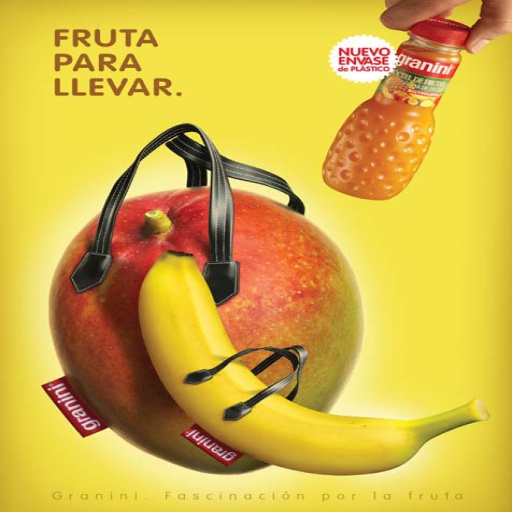 FRUTA
PARA
LLEVAR.
NUEVO
ENVASE
de PLÁSTICO
granini
granini
granini
Granini. Fascinación por la fruta